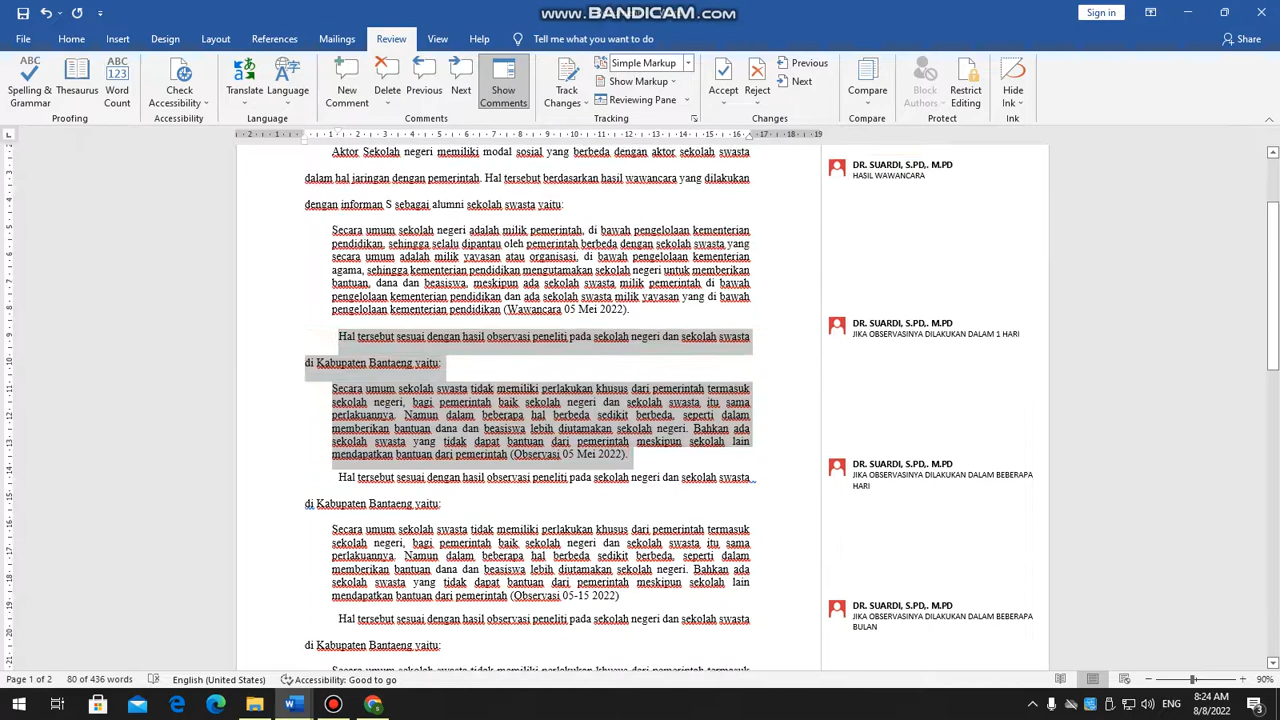 www.BANDICAM.com
Sign in
File Home Insert Design Layout References Mailings Review View Help Tell me what you want to do Share
Spelling & Grammar
Thesaurus
Word Count
Check Accessibility
Translate
Language
New Comment
Delete
Previous
Next
Show Comments
Track Changes
Simple Markup
Show Markup
Reviewing Pane
Accept
Reject
Previous
Next
Compare
Block Authors
Restrict Editing
Hide Ink
Proofing Accessibility Language Comments Tracking Changes Compare Protect Ink
Aktor Sekolah negeri memiliki modal sosial yang berbeda dengan aktor sekolah swasta
dalam hal jaringan dengan pemerintah. Hal tersebut berdasarkan hasil wawancara yang dilakukan
dengan informan S sebagai alumni sekolah swasta yaitu:
Secara umum sekolah negeri adalah milik pemerintah, di bawah pengelolaan kementerian
pendidikan, sehingga selalu dipantau oleh pemerintah berbeda dengan sekolah swasta yang
secara umum adalah milik yayasan atau organisasi, di bawah pengelolaan kementerian
agama, sehingga kementerian pendidikan mengutamakan sekolah negeri untuk memberikan
bantuan, dana dan beasiswa, meskipun ada sekolah swasta milik pemerintah di bawah
pengelolaan kementerian pendidikan dan ada sekolah swasta milik yayasan yang di bawah
pengelolaan kementerian pendidikan (Wawancara 05 Mei 2022).
Hal tersebut sesuai dengan hasil observasi peneliti pada sekolah negeri dan sekolah swasta
di Kabupaten Bantaeng yaitu:
Secara umum sekolah swasta tidak memiliki perlakukan khusus dari pemerintah termasuk
sekolah negeri, bagi pemerintah baik sekolah negeri dan sekolah swasta itu sama
perlakuannya. Namun dalam beberapa hal berbeda sedikit berbeda, seperti dalam
memberikan bantuan dana dan beasiswa lebih diutamakan sekolah negeri. Bahkan ada
sekolah swasta yang tidak dapat bantuan dari pemerintah meskipun sekolah lain
mendapatkan bantuan dari pemerintah (Observasi 05 Mei 2022).
Hal tersebut sesuai dengan hasil observasi peneliti pada sekolah negeri dan sekolah swasta
di Kabupaten Bantaeng yaitu:
Secara umum sekolah swasta tidak memiliki perlakukan khusus dari pemerintah termasuk
sekolah negeri, bagi pemerintah baik sekolah negeri dan sekolah swasta itu sama
perlakuannya. Namun dalam beberapa hal berbeda sedikit berbeda, seperti dalam
memberikan bantuan dana dan beasiswa lebih diutamakan sekolah negeri. Bahkan ada
sekolah swasta yang tidak dapat bantuan dari pemerintah meskipun sekolah lain
mendapatkan bantuan dari pemerintah (Observasi 05-15 2022)
Hal tersebut sesuai dengan hasil observasi peneliti pada sekolah negeri dan sekolah swasta
di Kabupaten Bantaeng yaitu:
Secara umum sekolah swasta tidak memiliki perlakukan khusus dari pemerintah termasuk
DR. SUARDI, S.PD,. M.PD
HASIL WAWANCARA
DR. SUARDI, S.PD,. M.PD
JIKA OBSERVASINYA DILAKUKAN DALAM 1 HARI
DR. SUARDI, S.PD,. M.PD
JIKA OBSERVASINYA DILAKUKAN DALAM BEBERAPA
HARI
DR. SUARDI, S.PD,. M.PD
JIKA OBSERVASINYA DILAKUKAN DALAM BEBERAPA
BULAN
Page 1 of 2 80 of 436 words English (United States) Accessibility: Good to go 90%
8:24 AM
8/8/2022